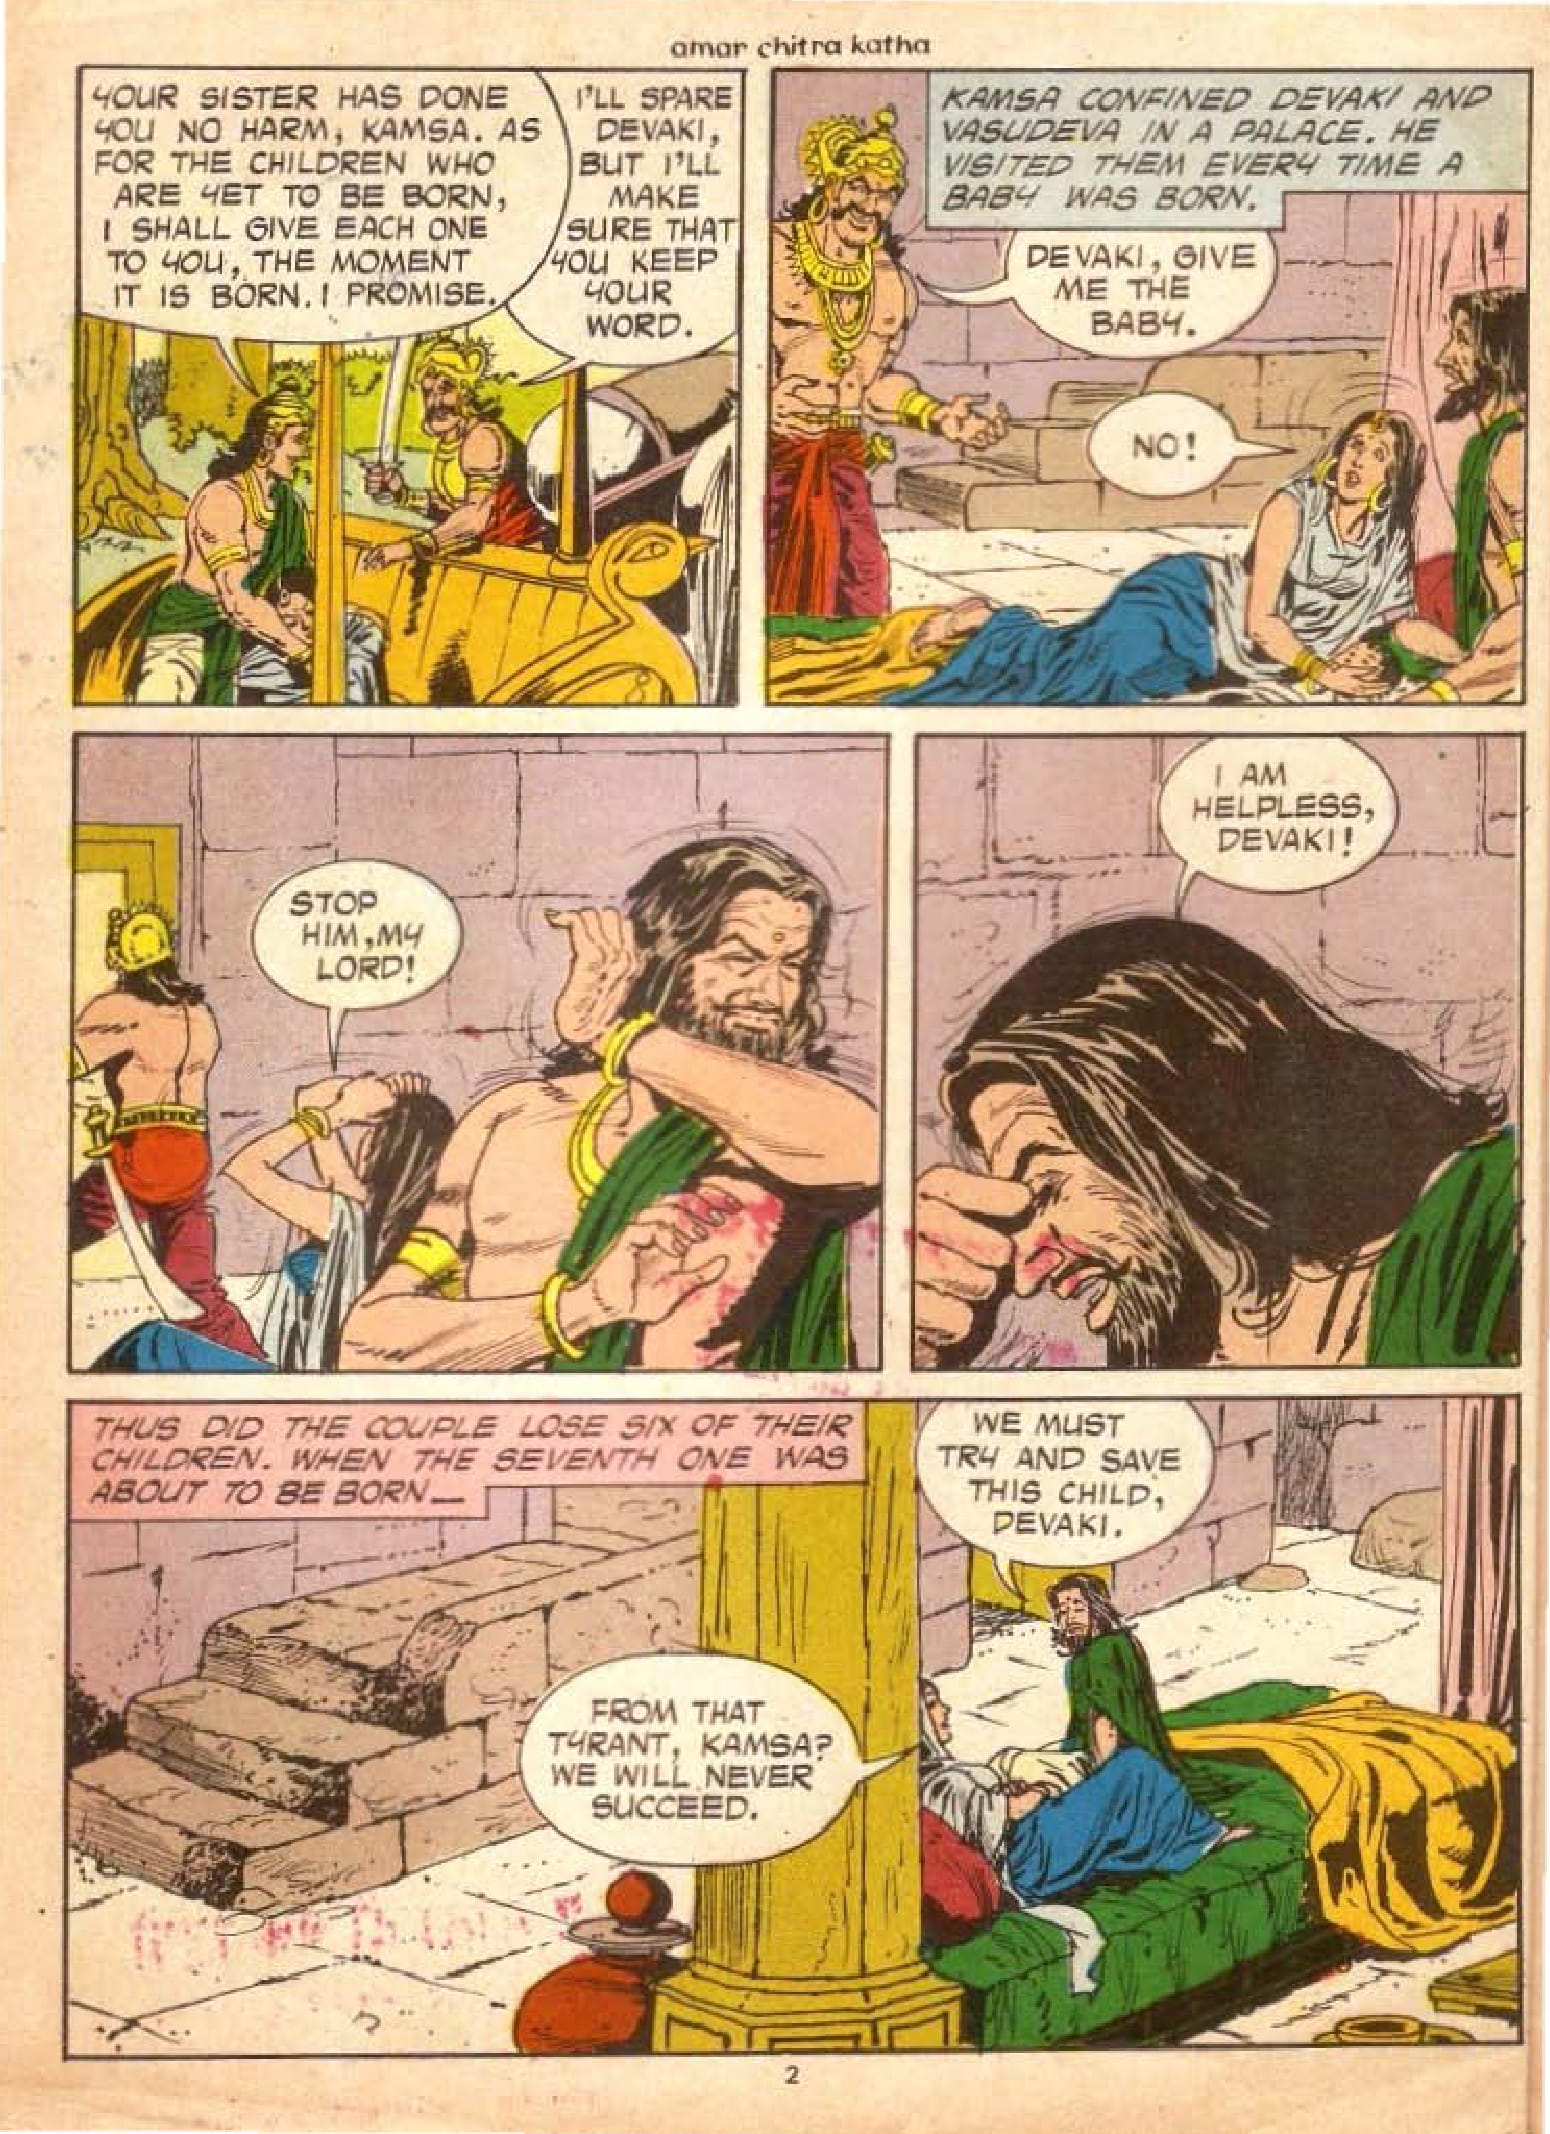 amar chitra katha
YOUR SISTER HAS DONE
YOU NO HARM, KAMSA. AS
FOR THE CHILDREN WHO
ARE YET TO BE BORN,
I SHALL GIVE EACH ONE
TO YOU, THE MOMENT
IT IS BORN. I PROMISE.
I'LL SPARE
DEVAKI,
BUT I'LL
MAKE
SURE THAT
YOU KEEP
YOUR
WORD.
KAMSA CONFINED DEVAKI AND
VASUDEVA IN A PALACE. HE
VISITED THEM EVERY TIME A
BABY WAS BORN.
DEVAKI, GIVE
ME THE
BABY.
NO!
STOP
HIM, MY
LORD!
I AM
HELPLESS,
DEVAKI!
THUS DID THE COUPLE LOSE SIX OF THEIR
CHILDREN. WHEN THE SEVENTH ONE WAS
ABOUT TO BE BORN—
WE MUST
TRY AND SAVE
THIS CHILD,
DEVAKI.
FROM THAT
TYRANT, KAMSA?
WE WILL NEVER
SUCCEED.
2